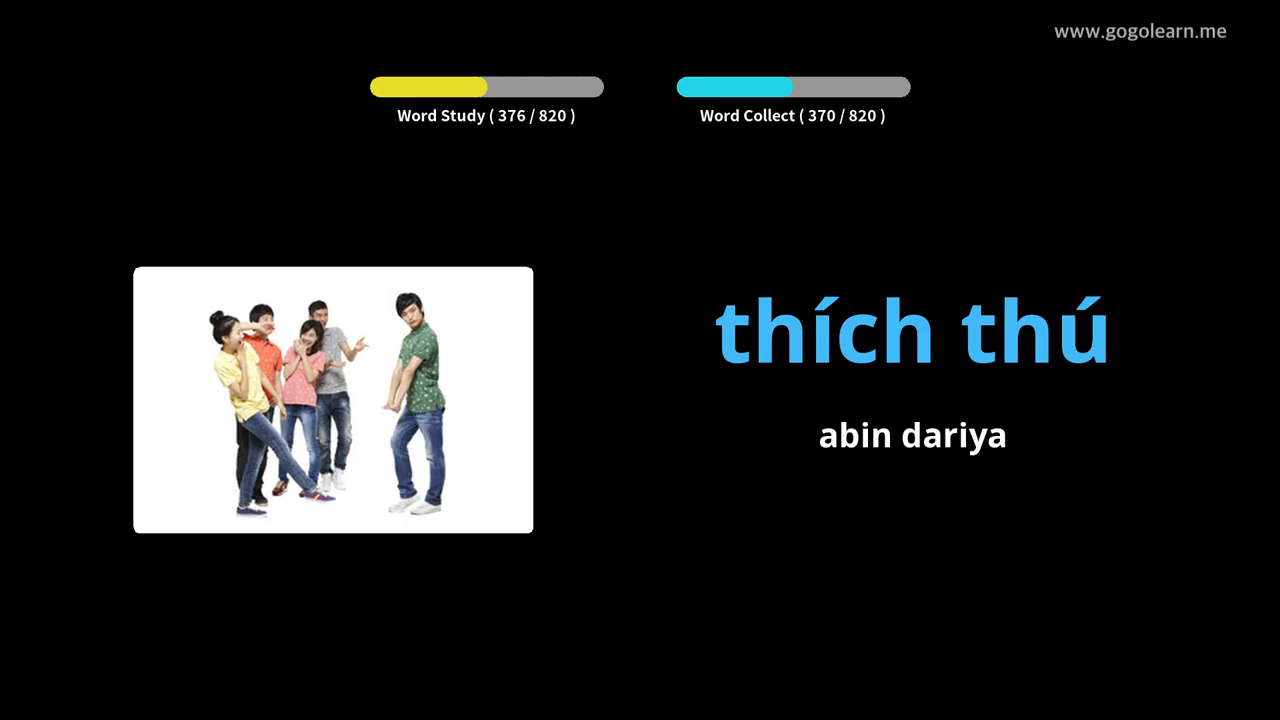 www.gogolearn.me
Word Study ( 376 / 820 )
Word Collect ( 370 / 820 )
thích thú
abin dariya